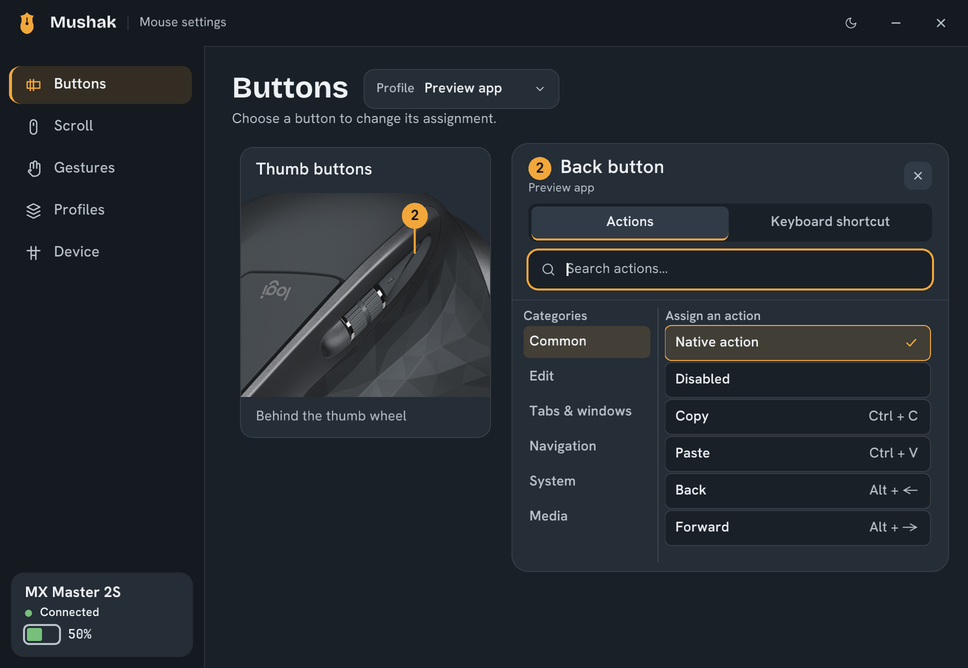 Mushak
Mouse settings
Buttons
Scroll
Gestures
Profiles
Device
MX Master 2S
Connected
50%
Buttons
Profile Preview app
Choose a button to change its assignment.
Thumb buttons
2
logi
Behind the thumb wheel
2 Back button
Preview app
Actions
Keyboard shortcut
Search actions...
Categories
Common
Edit
Tabs & windows
Navigation
System
Media
Assign an action
Native action
Disabled
Copy Ctrl + C
Paste Ctrl + V
Back Alt + ←
Forward Alt + →